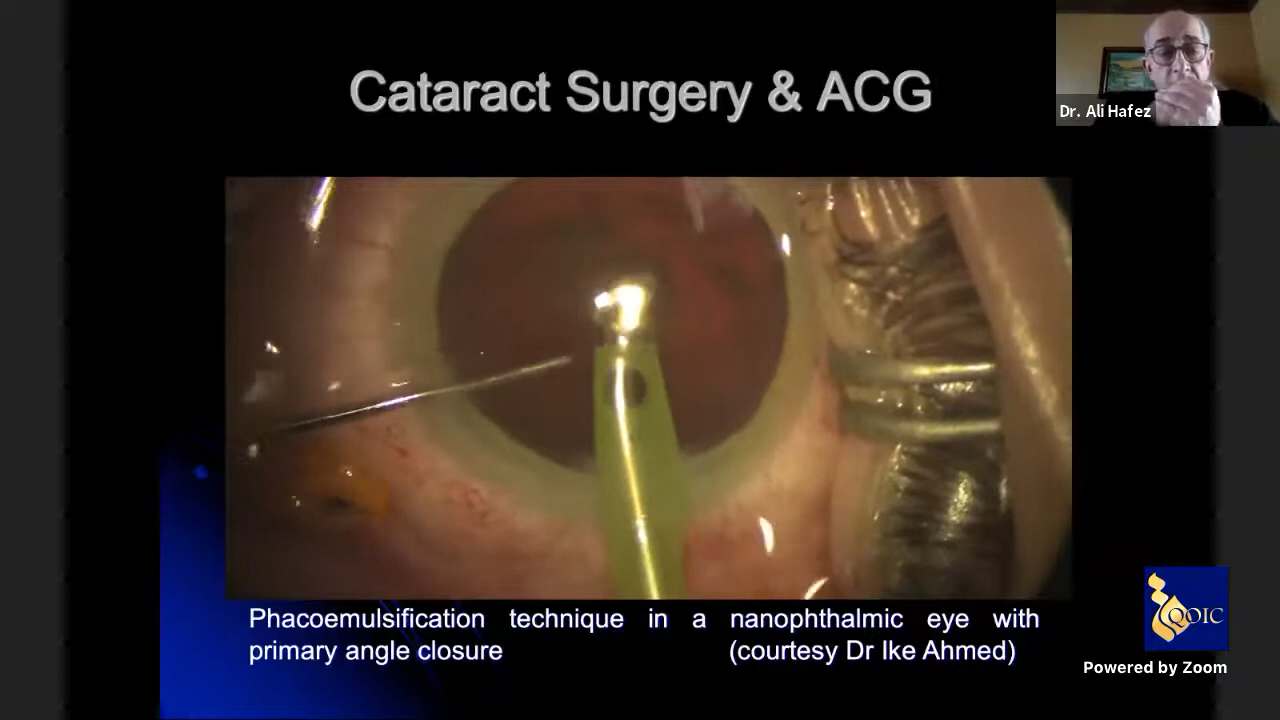 Cataract Surgery & ACG
Dr. Ali Hafez
Phacoemulsification technique in a nanophthalmic eye with
primary angle closure (courtesy Dr Ike Ahmed)
QOIC
Powered by Zoom